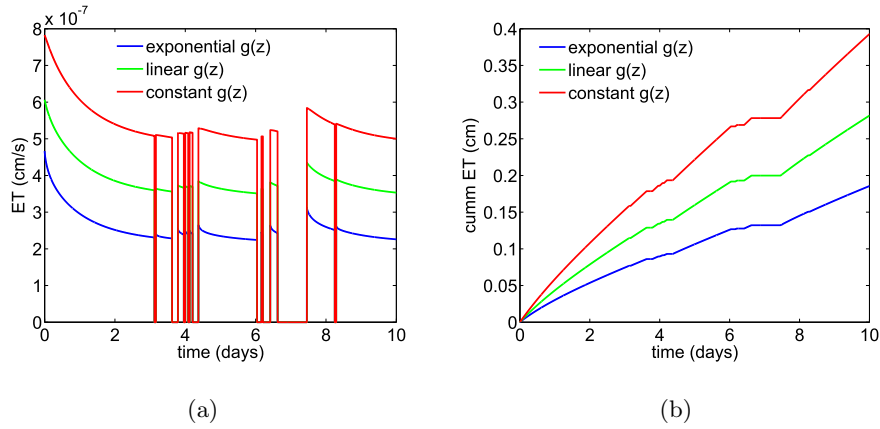 x 10⁻⁷
8
7
6
5
4
3
2
1
0
ET (cm/s)
exponential g(z)
linear g(z)
constant g(z)
0 2 4 6 8 10
time (days)
(a)
0.4
0.35
0.3
0.25
0.2
0.15
0.1
0.05
0
cumm ET (cm)
exponential g(z)
linear g(z)
constant g(z)
0 2 4 6 8 10
time (days)
(b)